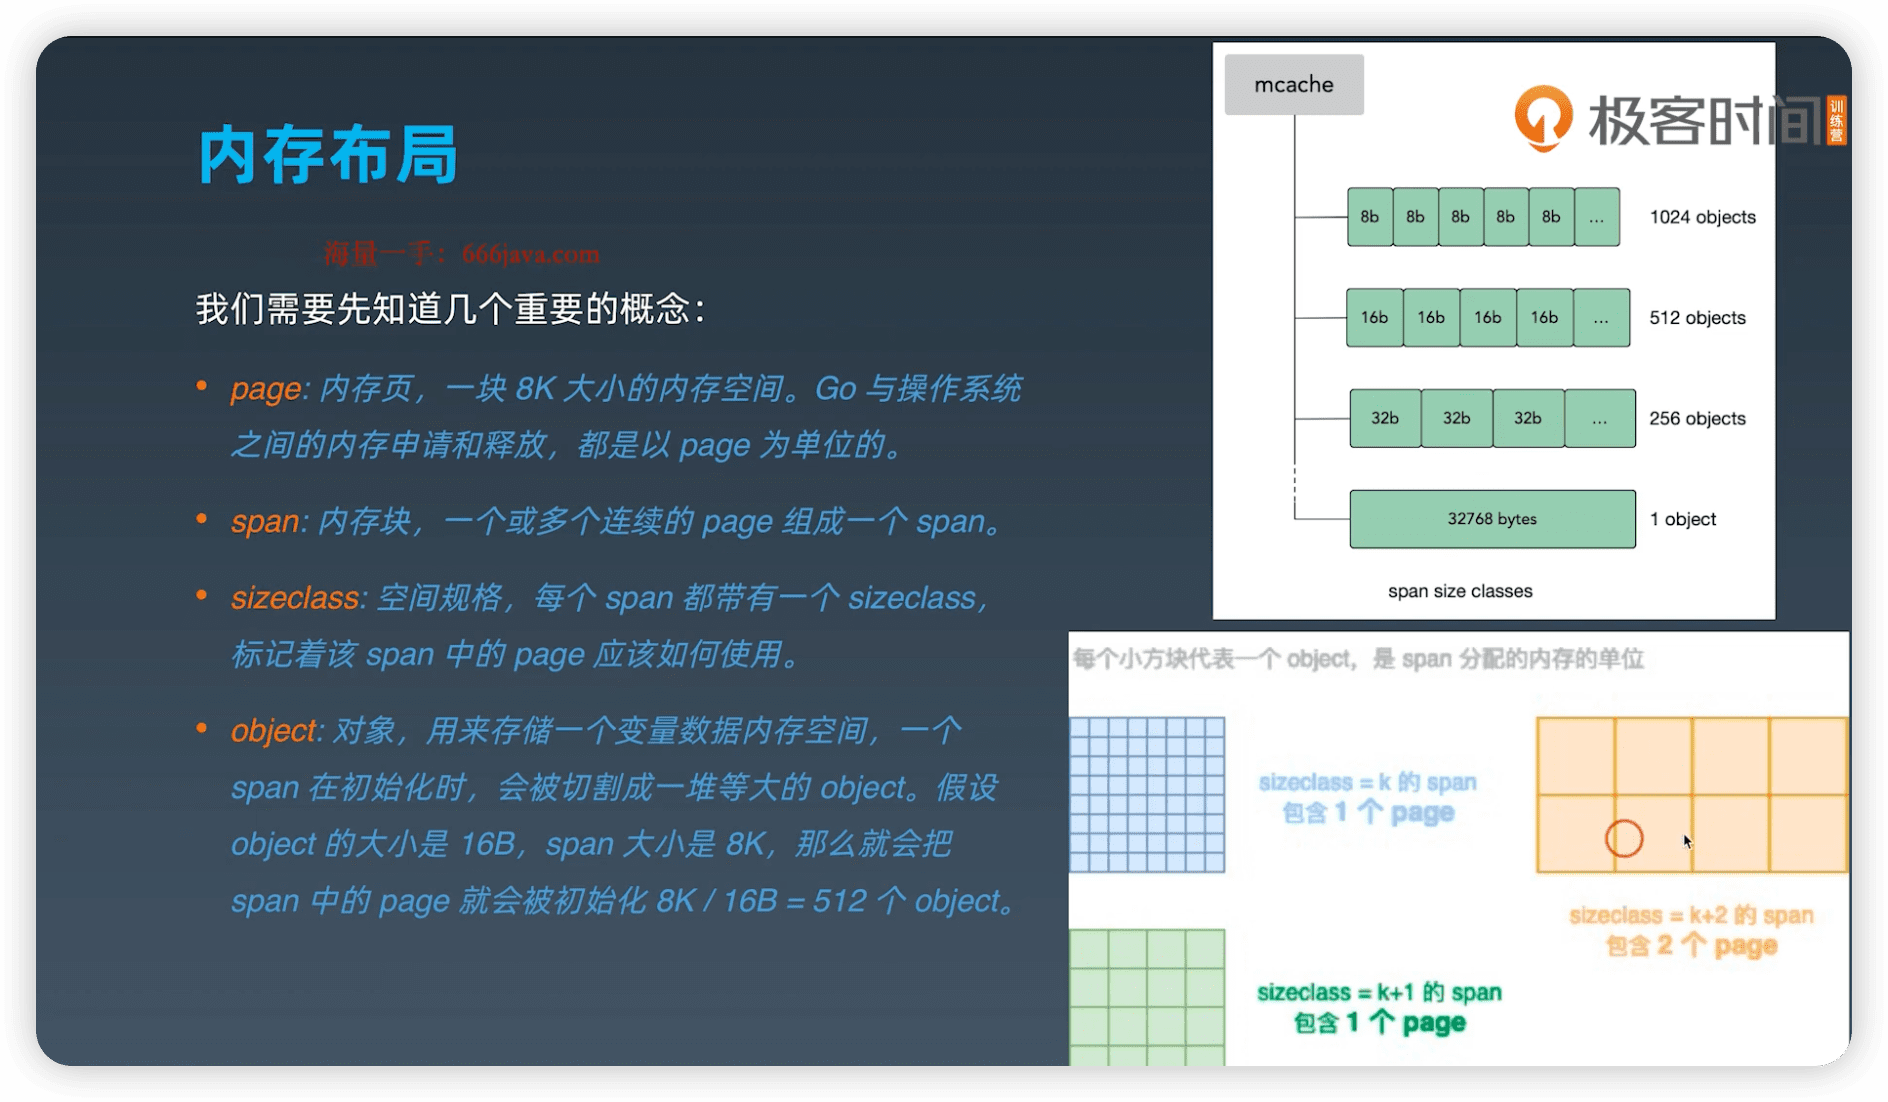 内存布局
海量一手：666java.com
我们需要先知道几个重要的概念：
• page: 内存页，一块 8K 大小的内存空间。Go 与操作系统
之间的内存申请和释放，都是以 page 为单位的。
• span: 内存块，一个或多个连续的 page 组成一个 span。
• sizeclass: 空间规格，每个 span 都带有一个 sizeclass，
标记着该 span 中的 page 应该如何使用。
• object: 对象，用来存储一个变量数据内存空间，一个
span 在初始化时，会被切割成一堆等大的 object。假设
object 的大小是 16B，span 大小是 8K，那么就会把
span 中的 page 就会被初始化 8K / 16B = 512 个 object。
mcache
极客时间 训练营
8b 8b 8b 8b 8b ... 1024 objects
16b 16b 16b 16b ... 512 objects
32b 32b 32b ... 256 objects
32768 bytes 1 object
span size classes
每个小方块代表一个 object，是 span 分配的内存的单位
sizeclass = k 的 span
包含 1 个 page
sizeclass = k+2 的 span
包含 2 个 page
sizeclass = k+1 的 span
包含 1 个 page